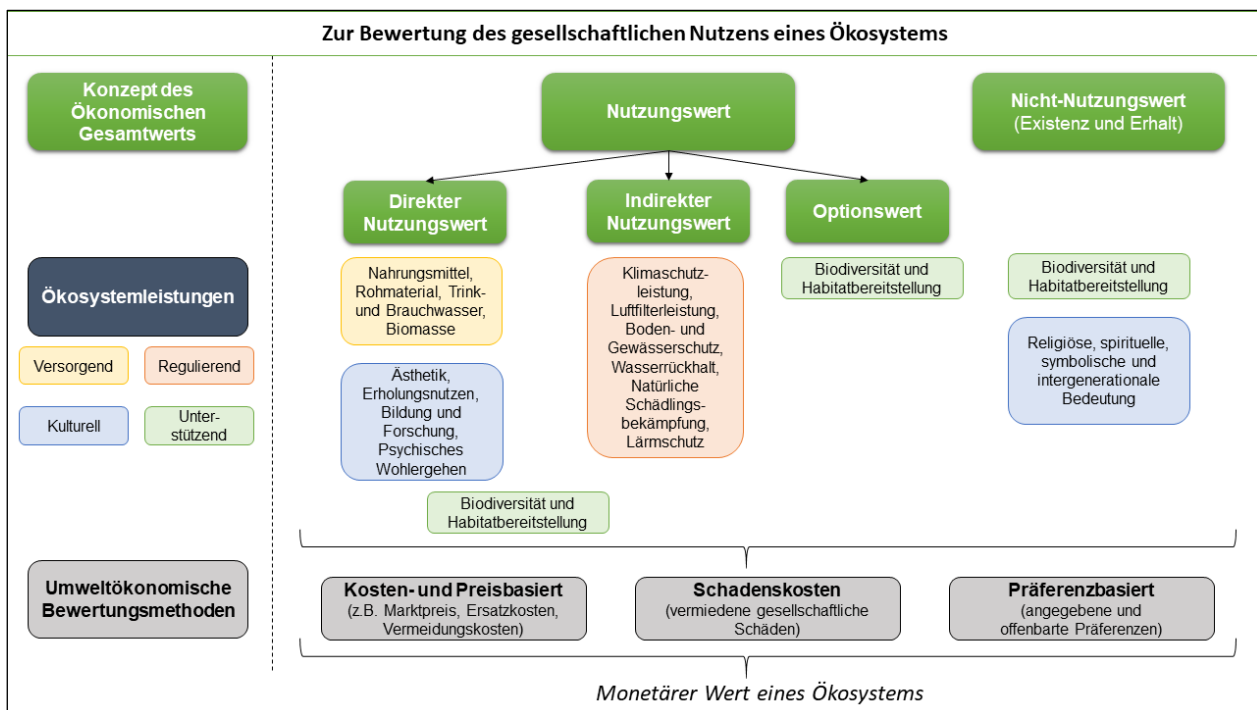 Zur Bewertung des gesellschaftlichen Nutzens eines Ökosystems
Konzept des
Ökonomischen
Gesamtwerts
Nutzungswert
Nicht-Nutzungswert
(Existenz und Erhalt)
Direkter
Nutzungswert
Indirekter
Nutzungswert
Optionswert
Ökosystemleistungen
Versorgend
Regulierend
Kulturell
Unter-
stützend
Nahrungsmittel,
Rohmaterial, Trink-
und Brauchwasser,
Biomasse
Ästhetik,
Erholungsnutzen,
Bildung und
Forschung,
Psychisches
Wohlergehen
Biodiversität und
Habitatbereitstellung
Klimaschutz-
leistung,
Luftfilterleistung,
Boden- und
Gewässerschutz,
Wasserrückhalt,
Natürliche
Schädlings-
bekämpfung,
Lärmschutz
Biodiversität und
Habitatbereitstellung
Biodiversität und
Habitatbereitstellung
Religiöse, spirituelle,
symbolische und
intergenerationale
Bedeutung
Umweltökonomische
Bewertungsmethoden
Kosten- und Preisbasiert
(z.B. Marktpreis, Ersatzkosten,
Vermeidungskosten)
Schadenskosten
(vermiedene gesellschaftliche
Schäden)
Präferenzbasiert
(angegebene und
offenbarte Präferenzen)
Monetärer Wert eines Ökosystems